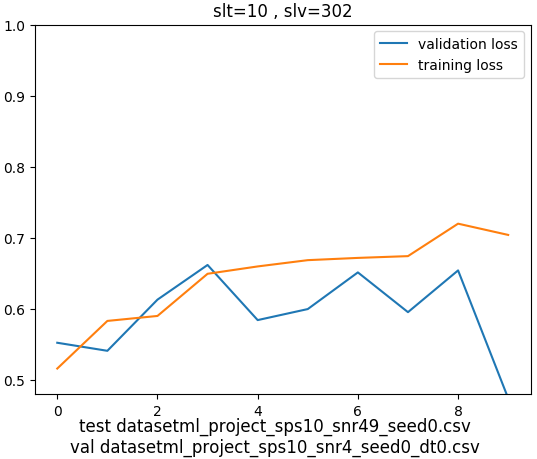 slt=10 , slv=302
1.0
validation loss
training loss
0.9
0.8
0.7
0.6
0.5
0 2 4 6 8
test datasetml_project_sps10_snr49_seed0.csv
val datasetml_project_sps10_snr4_seed0_dt0.csv